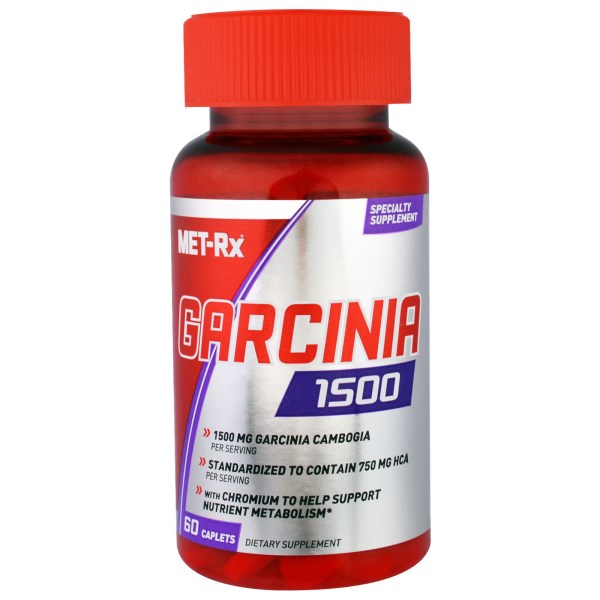 SPECIALTY
SUPPLEMENT
MET-Rx®
GARCINIA
1500
» 1500 MG GARCINIA CAMBOGIA
PER SERVING
» STANDARDIZED TO CONTAIN 750 MG HCA
PER SERVING
» WITH CHROMIUM TO HELP SUPPORT
NUTRIENT METABOLISM*
60 CAPLETS
DIETARY SUPPLEMENT